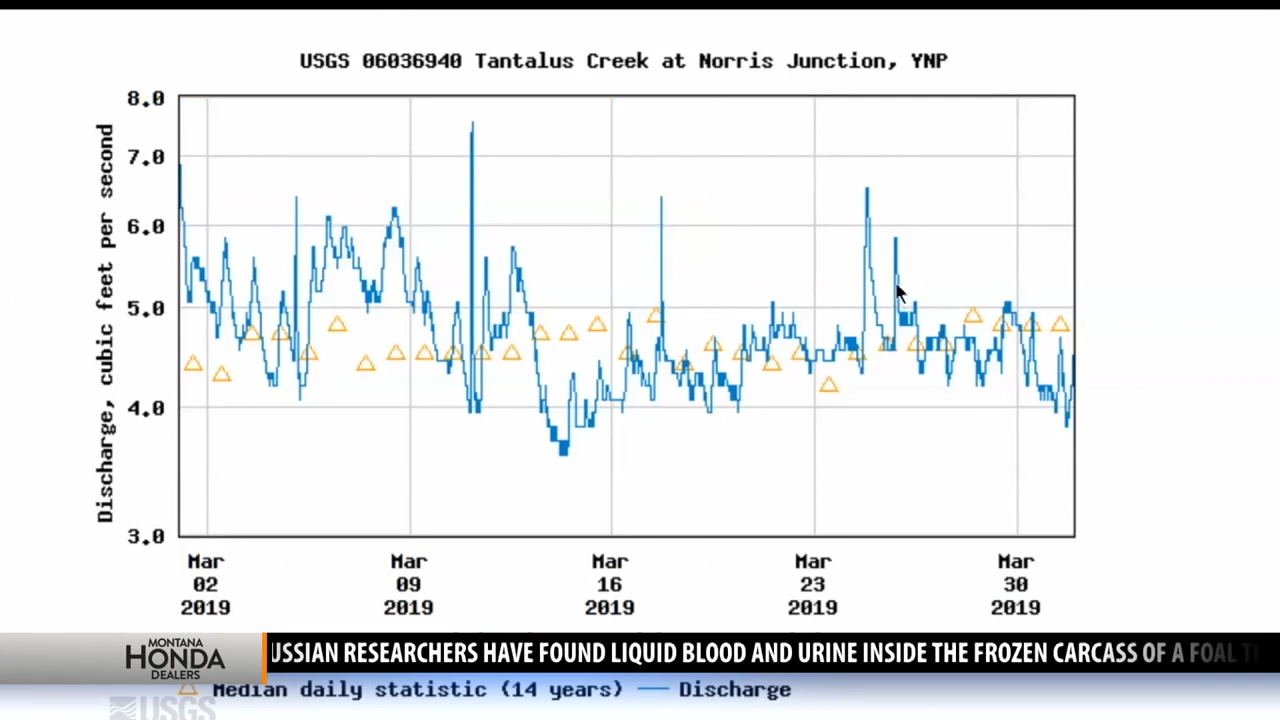 USGS 06036940 Tantalus Creek at Norris Junction, YNP
Discharge, cubic feet per second
8.0
7.0
6.0
5.0
4.0
3.0
Mar 02 2019
Mar 09 2019
Mar 16 2019
Mar 23 2019
Mar 30 2019
MONTANA
HONDA
DEALERS
USSIAN RESEARCHERS HAVE FOUND LIQUID BLOOD AND URINE INSIDE THE FROZEN CARCASS OF A FOAL
Median daily statistic (14 years)
Discharge
USGS